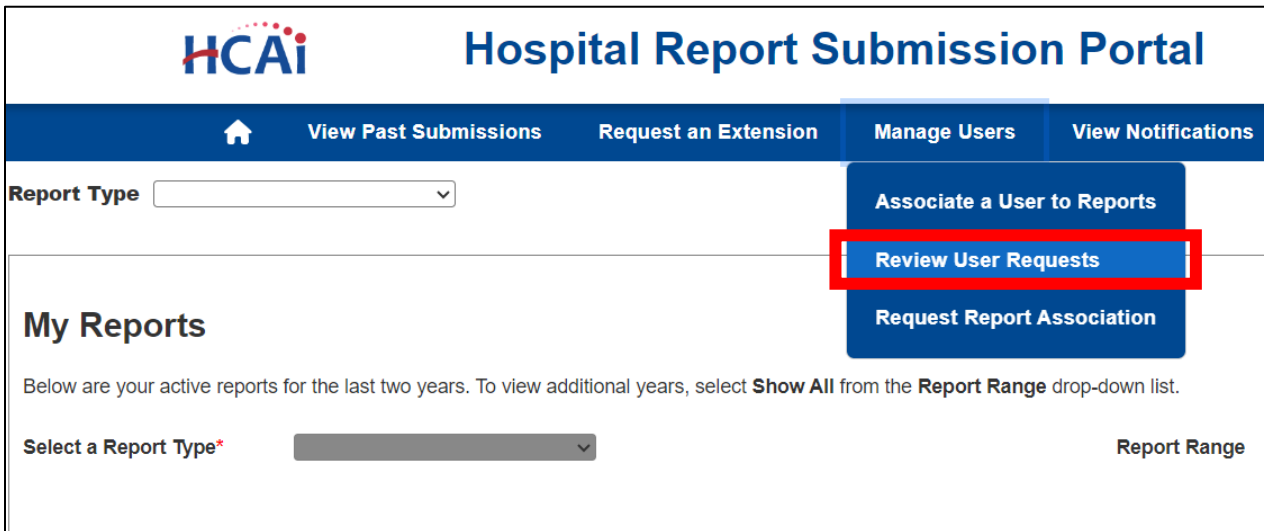 HCAi Hospital Report Submission Portal
View Past Submissions Request an Extension Manage Users View Notifications
Report Type
Associate a User to Reports
Review User Requests
Request Report Association
My Reports
Below are your active reports for the last two years. To view additional years, select Show All from the Report Range drop-down list.
Select a Report Type* Report Range